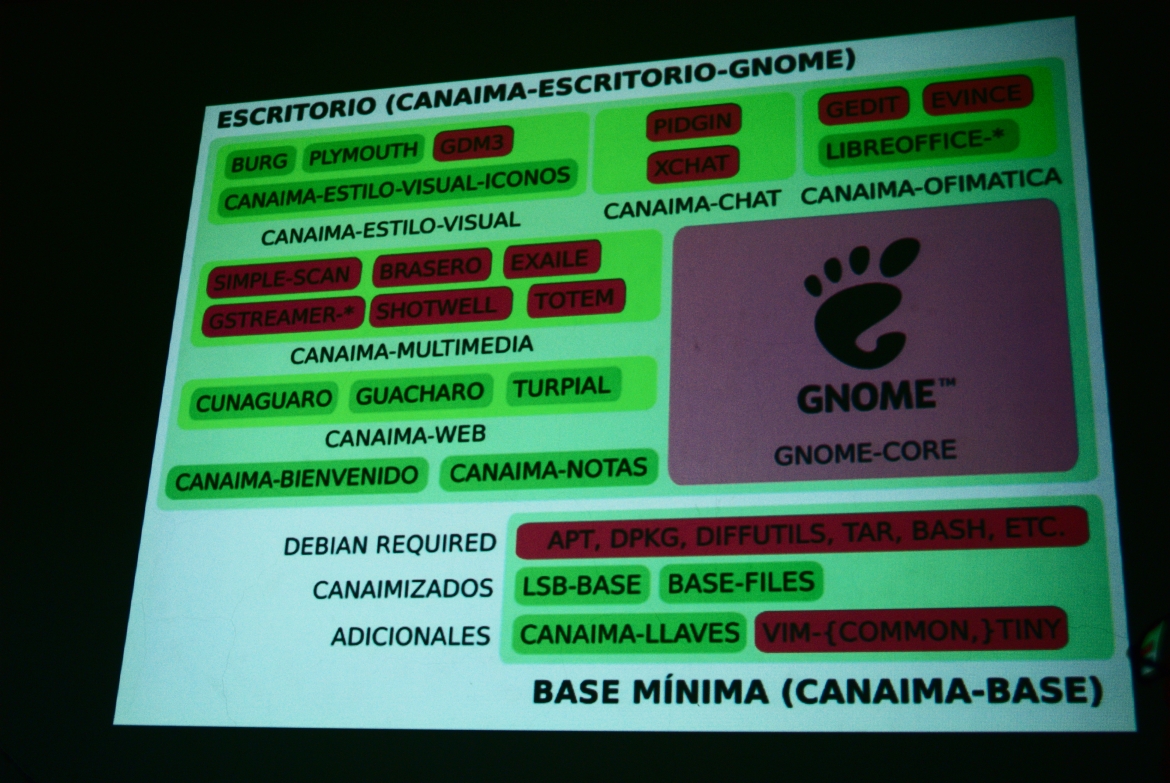 ESCRITORIO (CANAIMA-ESCRITORIO-GNOME)
BURG PLYMOUTH GDM3
CANAIMA-ESTILO-VISUAL-ICONOS
CANAIMA-ESTILO-VISUAL
PIDGIN
XCHAT
CANAIMA-CHAT
GEDIT EVINCE
LIBREOFFICE-*
CANAIMA-OFIMATICA
SIMPLE-SCAN BRASERO EXAILE
GSTREAMER-* SHOTWELL TOTEM
CANAIMA-MULTIMEDIA
CUNAGUARO GUACHARO TURPIAL
CANAIMA-WEB
CANAIMA-BIENVENIDO CANAIMA-NOTAS
GNOME™
GNOME-CORE
DEBIAN REQUIRED APT, DPKG, DIFFUTILS, TAR, BASH, ETC.
CANAIMIZADOS LSB-BASE BASE-FILES
ADICIONALES CANAIMA-LLAVES VIM-{COMMON,}TINY
BASE MÍNIMA (CANAIMA-BASE)